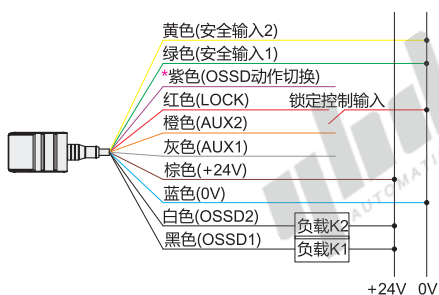 黄色(安全输入2)
绿色(安全输入1)
*紫色(OSSD动作切换)
红色(LOCK) 锁定控制输入
橙色(AUX2)
灰色(AUX1)
棕色(+24V)
蓝色(0V)
白色(OSSD2) 负载K2
黑色(OSSD1) 负载K1
+24V 0V